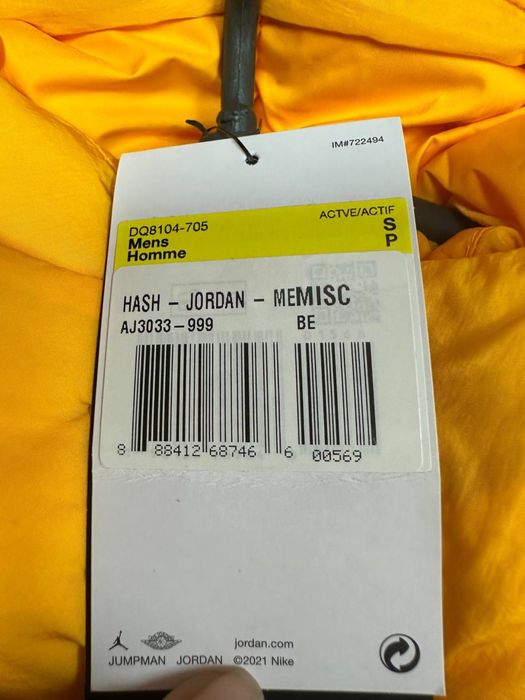 IM#722494
DQ8104-705
ACTVE/ACTIF
Mens
S
Homme
P
HASH - JORDAN - MEMISC
AJ3033-999 BE
8 88412 68746 6 00569
jordan.com
JUMPMAN JORDAN ©2021 Nike